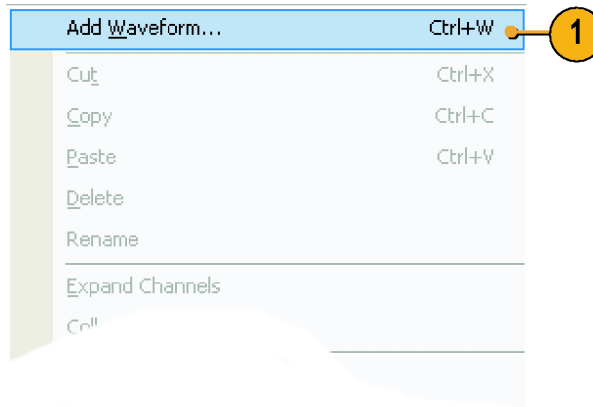 Add Waveform... Ctrl+W 1
Cut Ctrl+X
Copy Ctrl+C
Paste Ctrl+V
Delete
Rename
Expand Channels